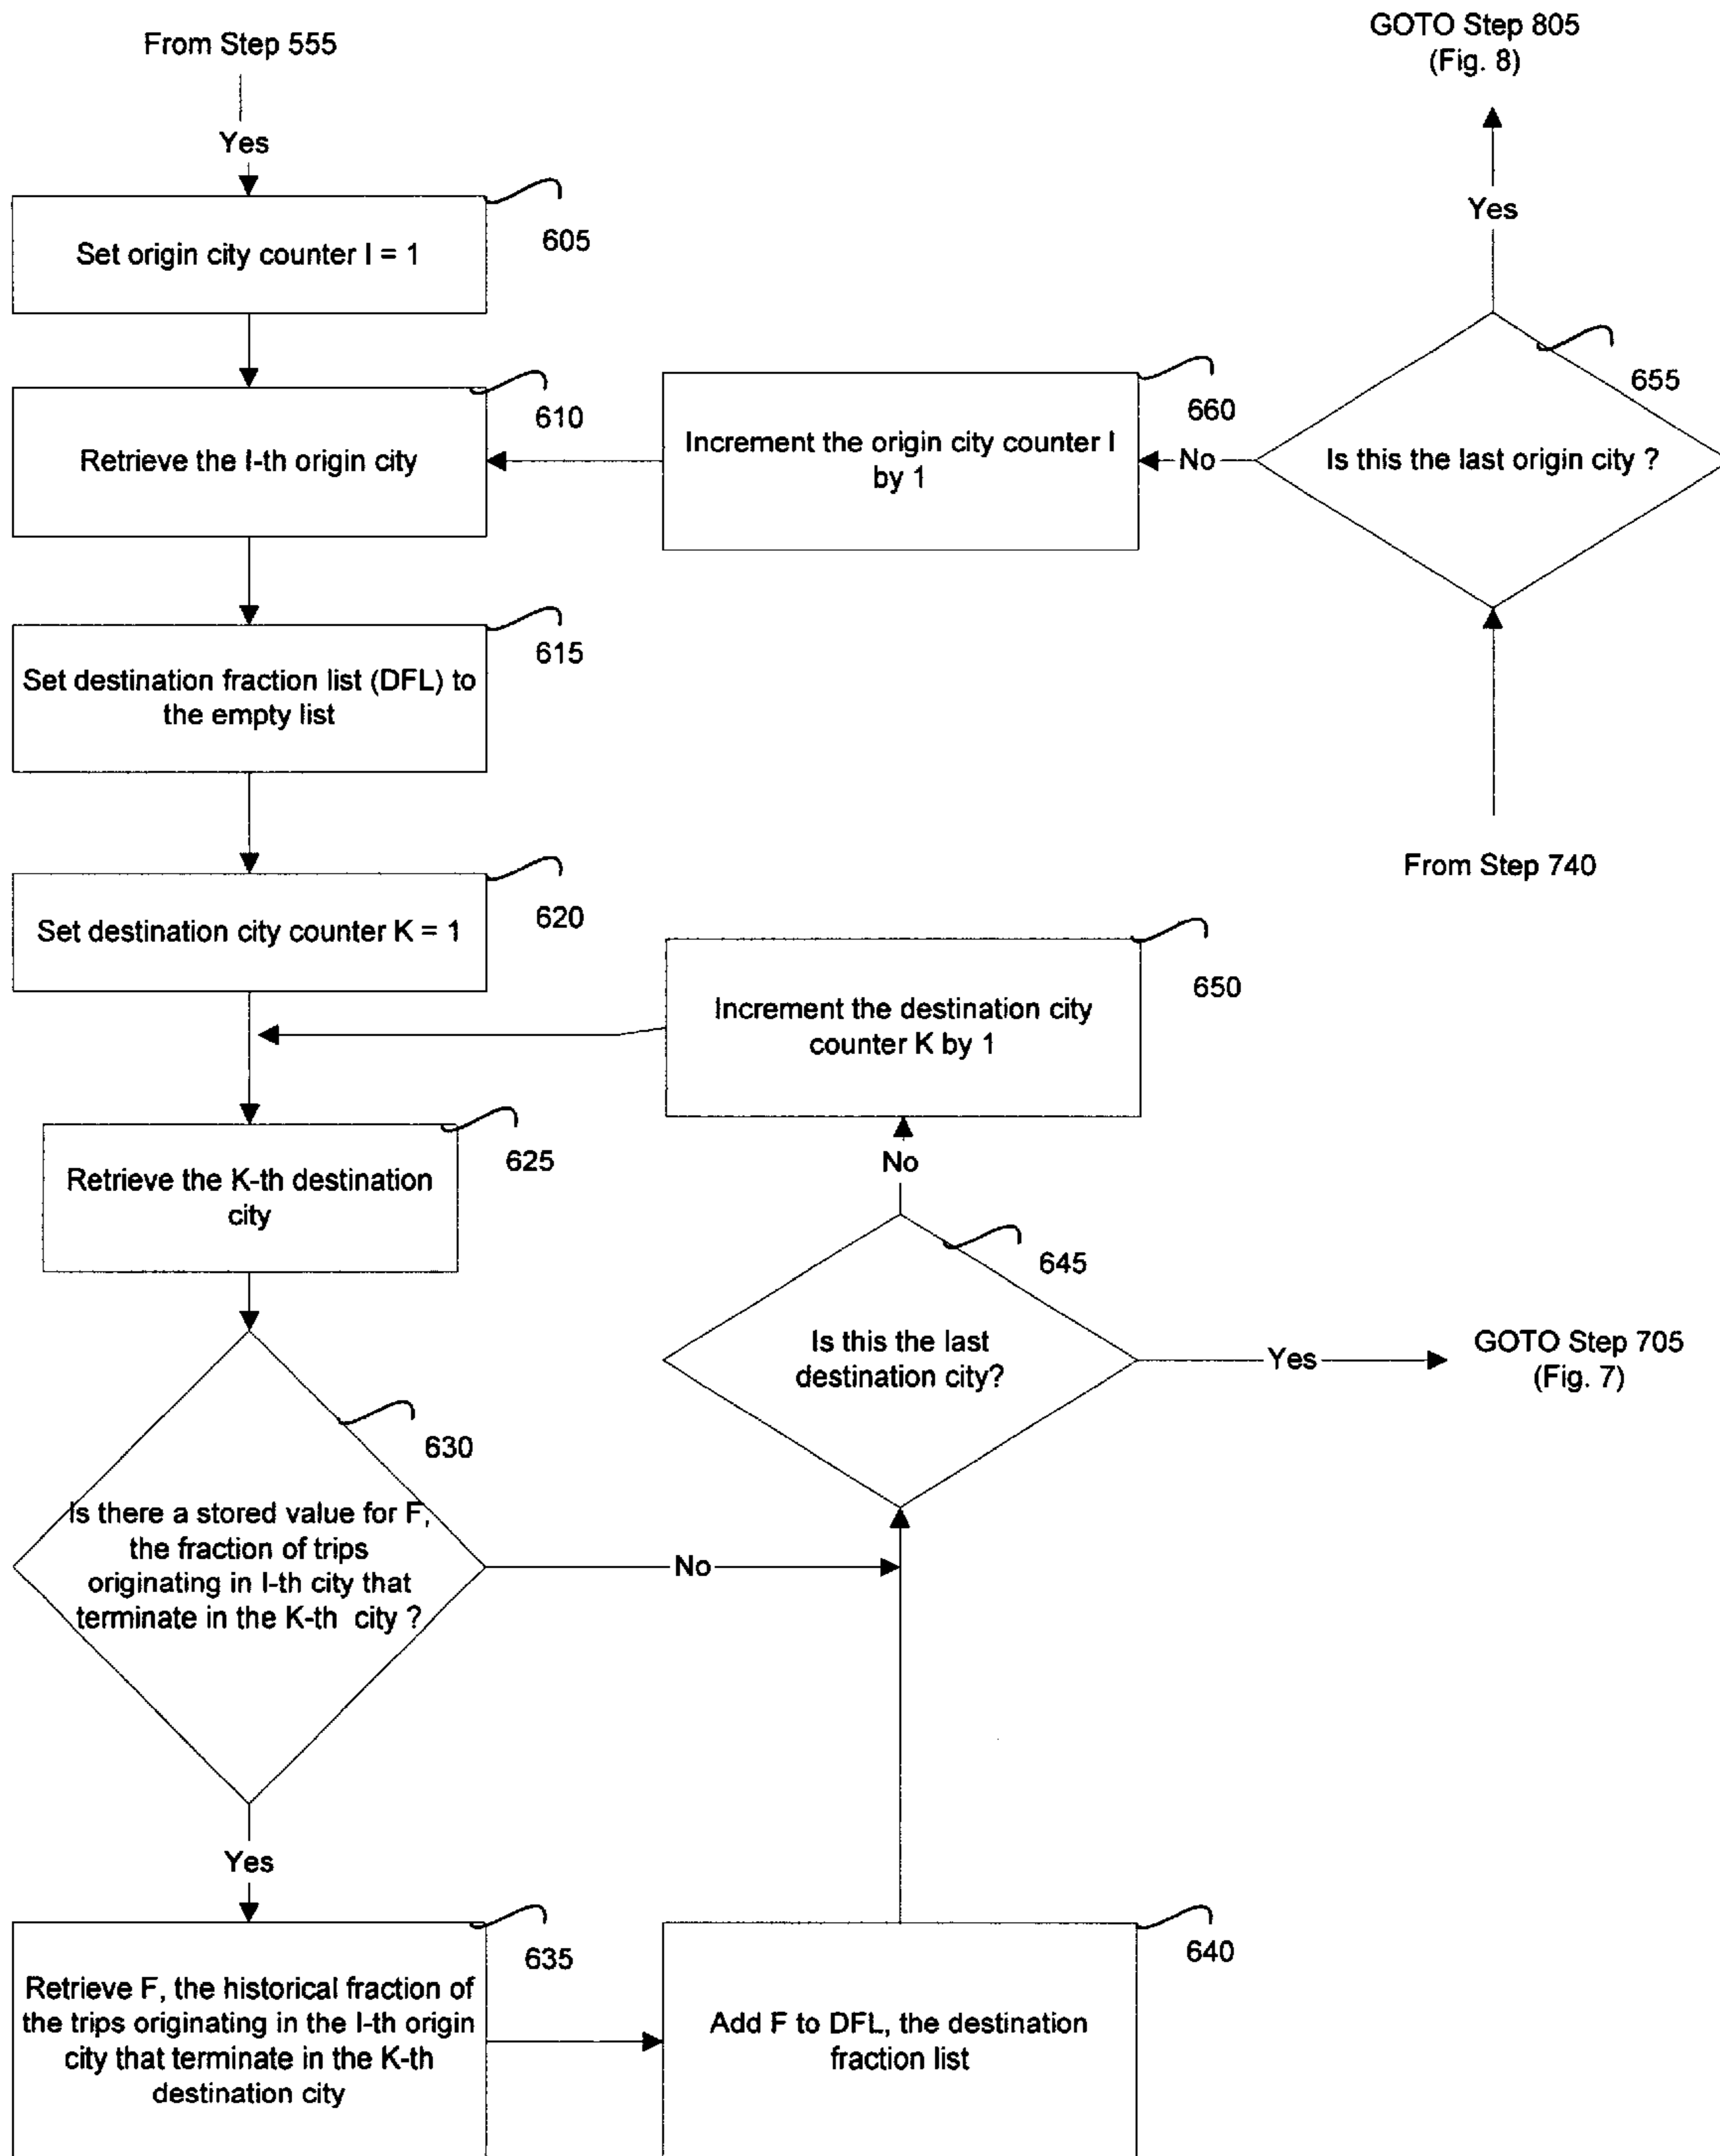 From Step 555
Yes
Set origin city counter I = 1
605
Retrieve the I-th origin city
610
Set destination fraction list (DFL) to
the empty list
615
Set destination city counter K = 1
620
Retrieve the K-th destination
city
625
Is there a stored value for F,
the fraction of trips
originating in I-th city that
terminate in the K-th city ?
630
No
Yes
Retrieve F, the historical fraction of
the trips originating in the I-th origin
city that terminate in the K-th
destination city
635
Add F to DFL, the destination
fraction list
640
Is this the last
destination city?
645
Yes
GOTO Step 705
(Fig. 7)
No
Increment the destination city
counter K by 1
650
From Step 740
Is this the last origin city ?
655
Yes
GOTO Step 805
(Fig. 8)
No
Increment the origin city counter I
by 1
660